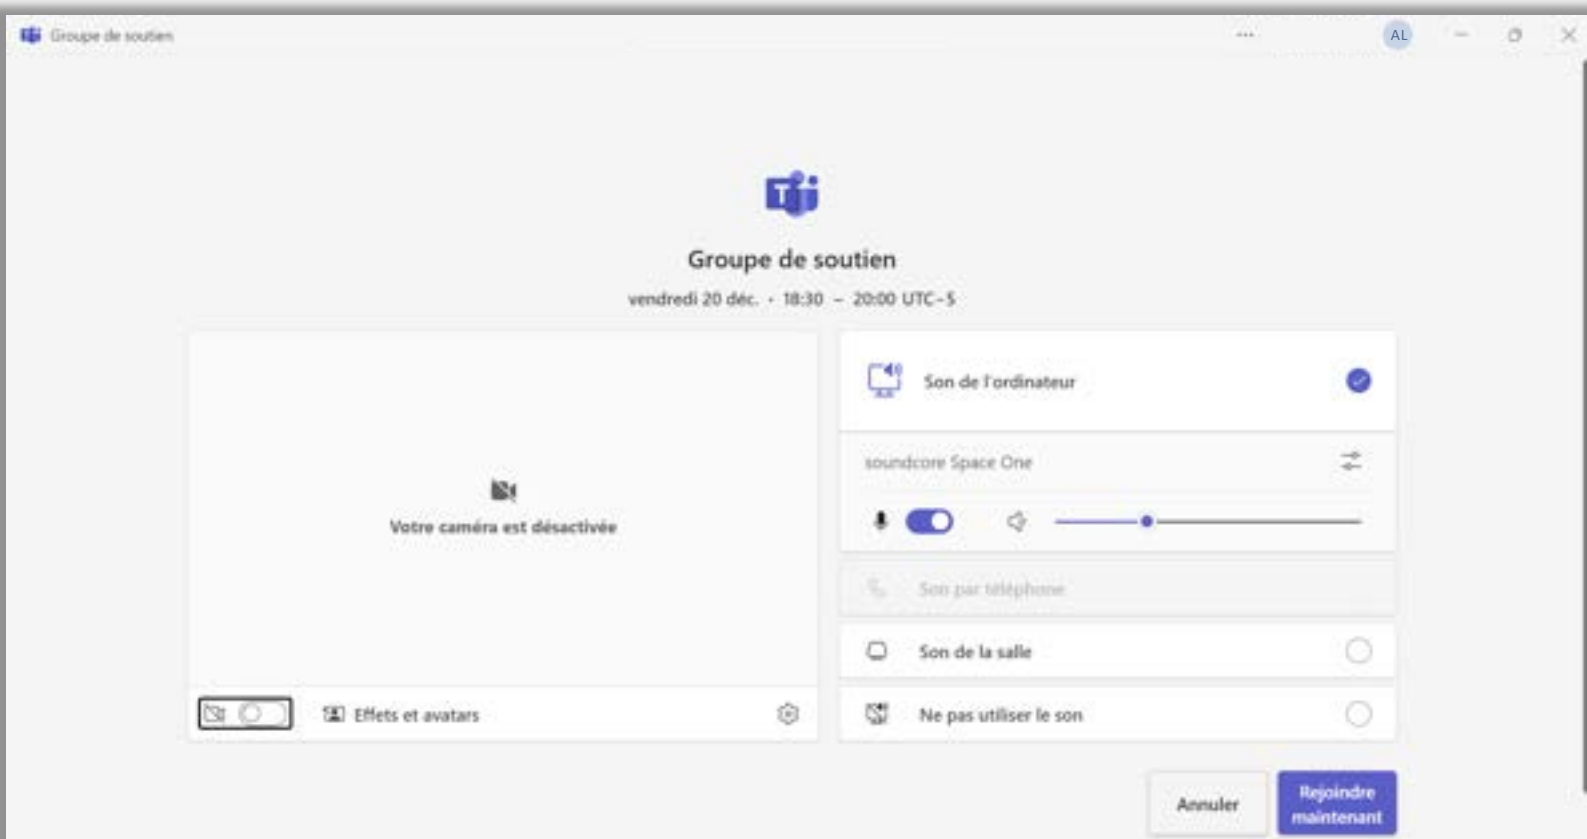 Groupe de soutien
AL
Groupe de soutien
vendredi 20 déc. • 18:30 – 20:00 UTC-5
Son de l'ordinateur
soundcore Space One
Votre caméra est désactivée
Son par téléphone
Son de la salle
Effets et avatars
Ne pas utiliser le son
Annuler
Rejoindre
maintenant